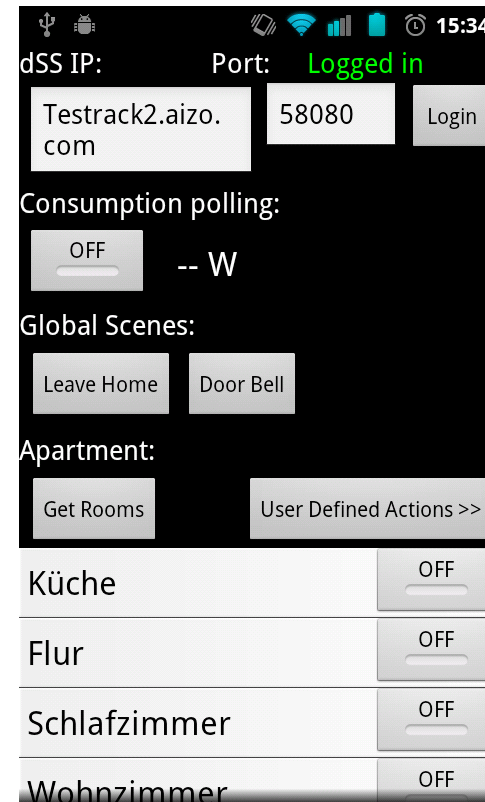 15:34
dSS IP: Port: Logged in
Testrack2.aizo.
com
58080
Login
Consumption polling:
OFF
-- W
Global Scenes:
Leave Home Door Bell
Apartment:
Get Rooms User Defined Actions >>
Küche OFF
Flur OFF
Schlafzimmer OFF
Wohnzimmer OFF